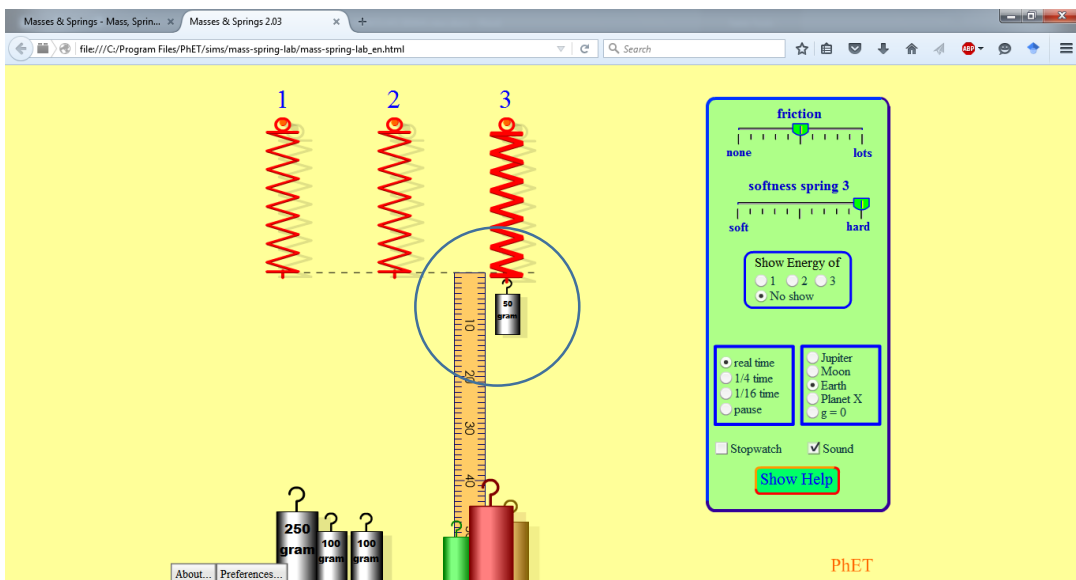 Masses & Springs - Mass, Sprin...
Masses & Springs 2.03
file:///C:/Program Files/PhET/sims/mass-spring-lab/mass-spring-lab_en.html
Search
ABP
1 2 3
friction
none lots
softness spring 3
soft hard
Show Energy of
1 2 3
No show
real time
1/4 time
1/16 time
pause
Jupiter
Moon
Earth
Planet X
g = 0
Stopwatch Sound
Show Help
50
gram
10
20
30
40
250
gram
100
gram
100
gram
About... Preferences...
PhET